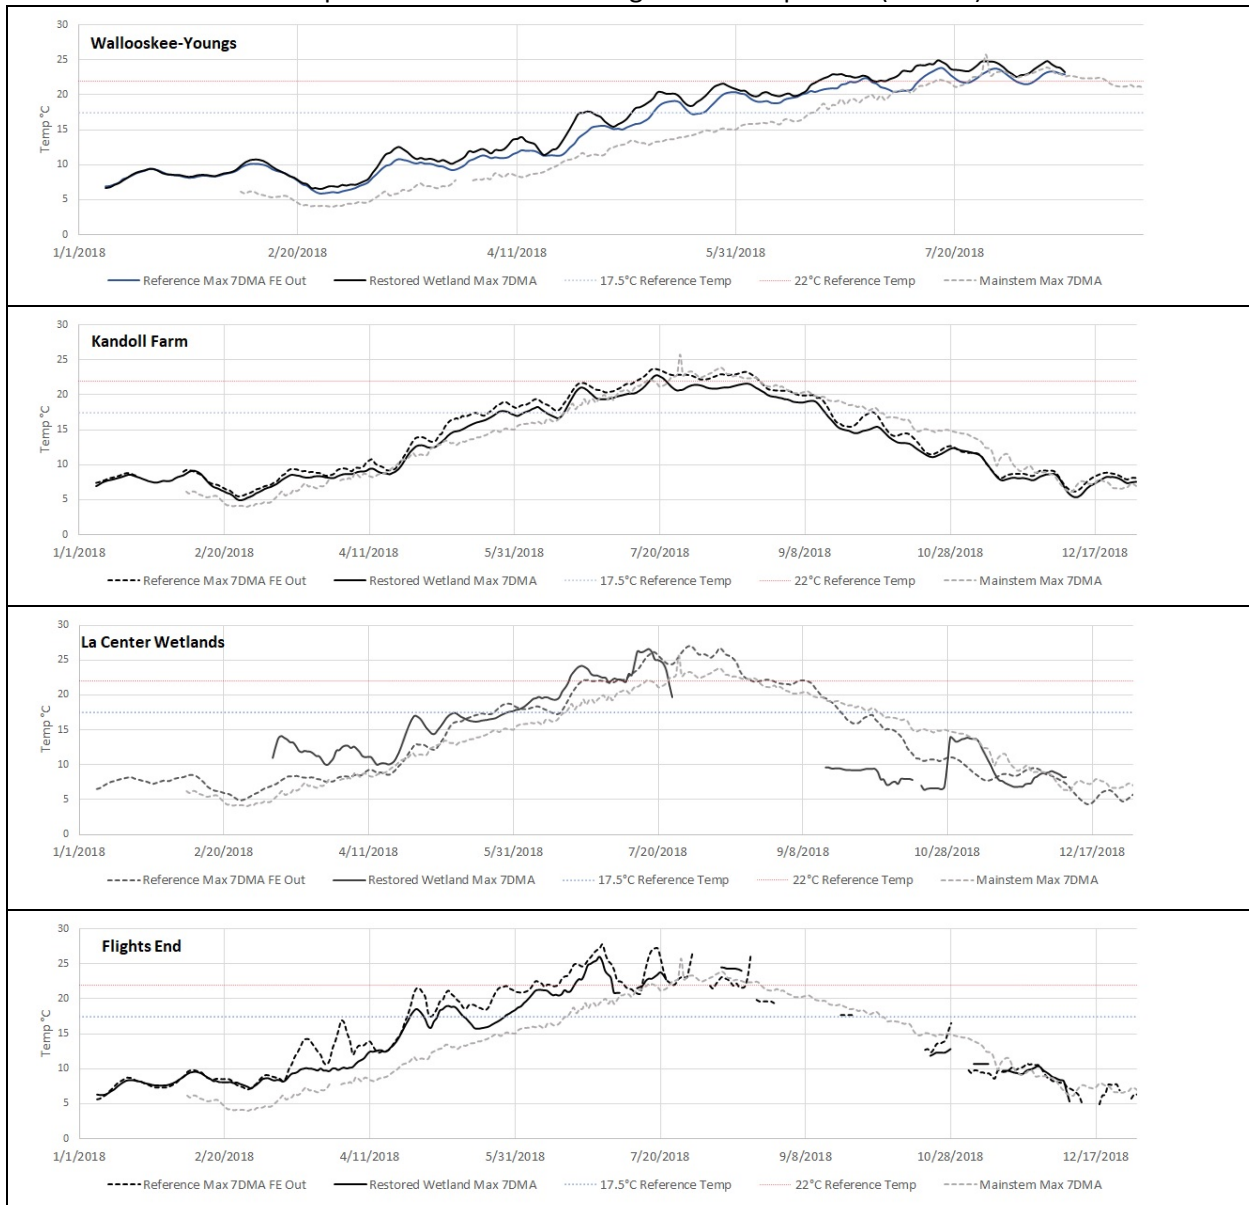 Wallooskee-Youngs
30
25
20
15
10
5
0
Temp °C
1/1/2018 2/20/2018 4/11/2018 5/31/2018 7/20/2018
Reference Max 7DMA FE Out Restored Wetland Max 7DMA 17.5°C Reference Temp 22°C Reference Temp Mainstem Max 7DMA
Kandoll Farm
30
25
20
15
10
5
0
Temp °C
1/1/2018 2/20/2018 4/11/2018 5/31/2018 7/20/2018 9/8/2018 10/28/2018 12/17/2018
Reference Max 7DMA FE Out Restored Wetland Max 7DMA 17.5°C Reference Temp 22°C Reference Temp Mainstem Max 7DMA
La Center Wetlands
30
25
20
15
10
5
0
Temp °C
1/1/2018 2/20/2018 4/11/2018 5/31/2018 7/20/2018 9/8/2018 10/28/2018 12/17/2018
Reference Max 7DMA FE Out Restored Wetland Max 7DMA 17.5°C Reference Temp 22°C Reference Temp Mainstem Max 7DMA
Flights End
30
25
20
15
10
5
0
Temp °C
1/1/2018 2/20/2018 4/11/2018 5/31/2018 7/20/2018 9/8/2018 10/28/2018 12/17/2018
Reference Max 7DMA FE Out Restored Wetland Max 7DMA 17.5°C Reference Temp 22°C Reference Temp Mainstem Max 7DMA